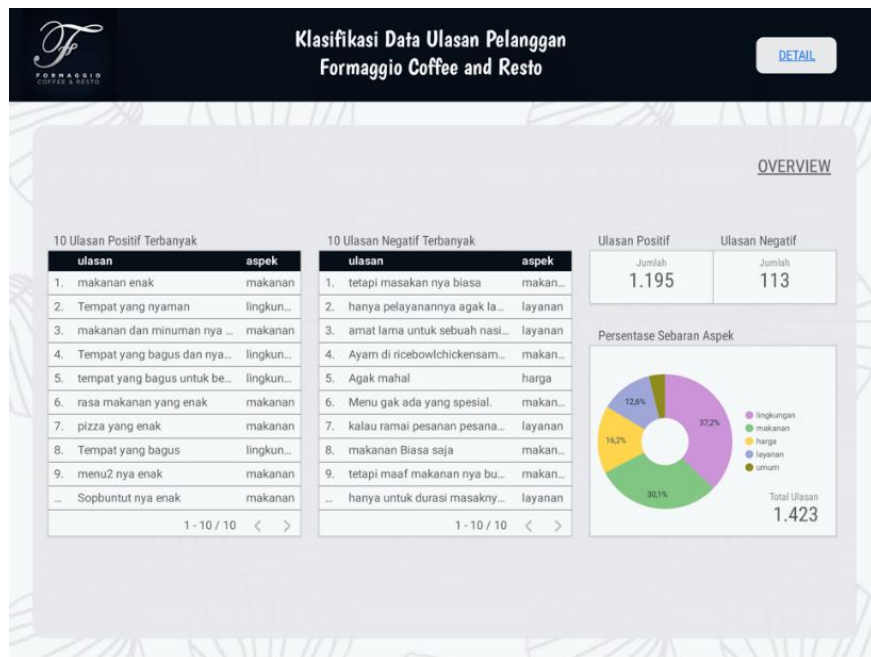 FORMAGGIO
COFFEE & RESTO
Klasifikasi Data Ulasan Pelanggan
Formaggio Coffee and Resto
DETAIL
OVERVIEW
10 Ulasan Positif Terbanyak
ulasan aspek
1. makanan enak makanan
2. Tempat yang nyaman lingkun...
3. makanan dan minuman nya ... makanan
4. Tempat yang bagus dan nya... lingkun...
5. tempat yang bagus untuk be... lingkun...
6. rasa makanan yang enak makanan
7. pizza yang enak makanan
8. Tempat yang bagus lingkun...
9. menu2 nya enak makanan
... Sopbuntut nya enak makanan
1 - 10 / 10 < >
10 Ulasan Negatif Terbanyak
ulasan aspek
1. tetapi masakan nya biasa makan...
2. hanya pelayanannya agak la... layanan
3. amat lama untuk sebuah nasi... layanan
4. Ayam di ricebowlchickensam... makan...
5. Agak mahal harga
6. Menu gak ada yang spesial. makan...
7. kalau ramai pesanan pesana... layanan
8. makanan Biasa saja makan...
9. tetapi maaf makanan nya bu... makan...
... hanya untuk durasi masakny... layanan
1 - 10 / 10 < >
Ulasan Positif Ulasan Negatif
Jumlah Jumlah
1.195 113
Persentase Sebaran Aspek
12,6%
37,2%
16,2%
30,1%
lingkungan
makanan
harga
layanan
umum
Total Ulasan
1.423